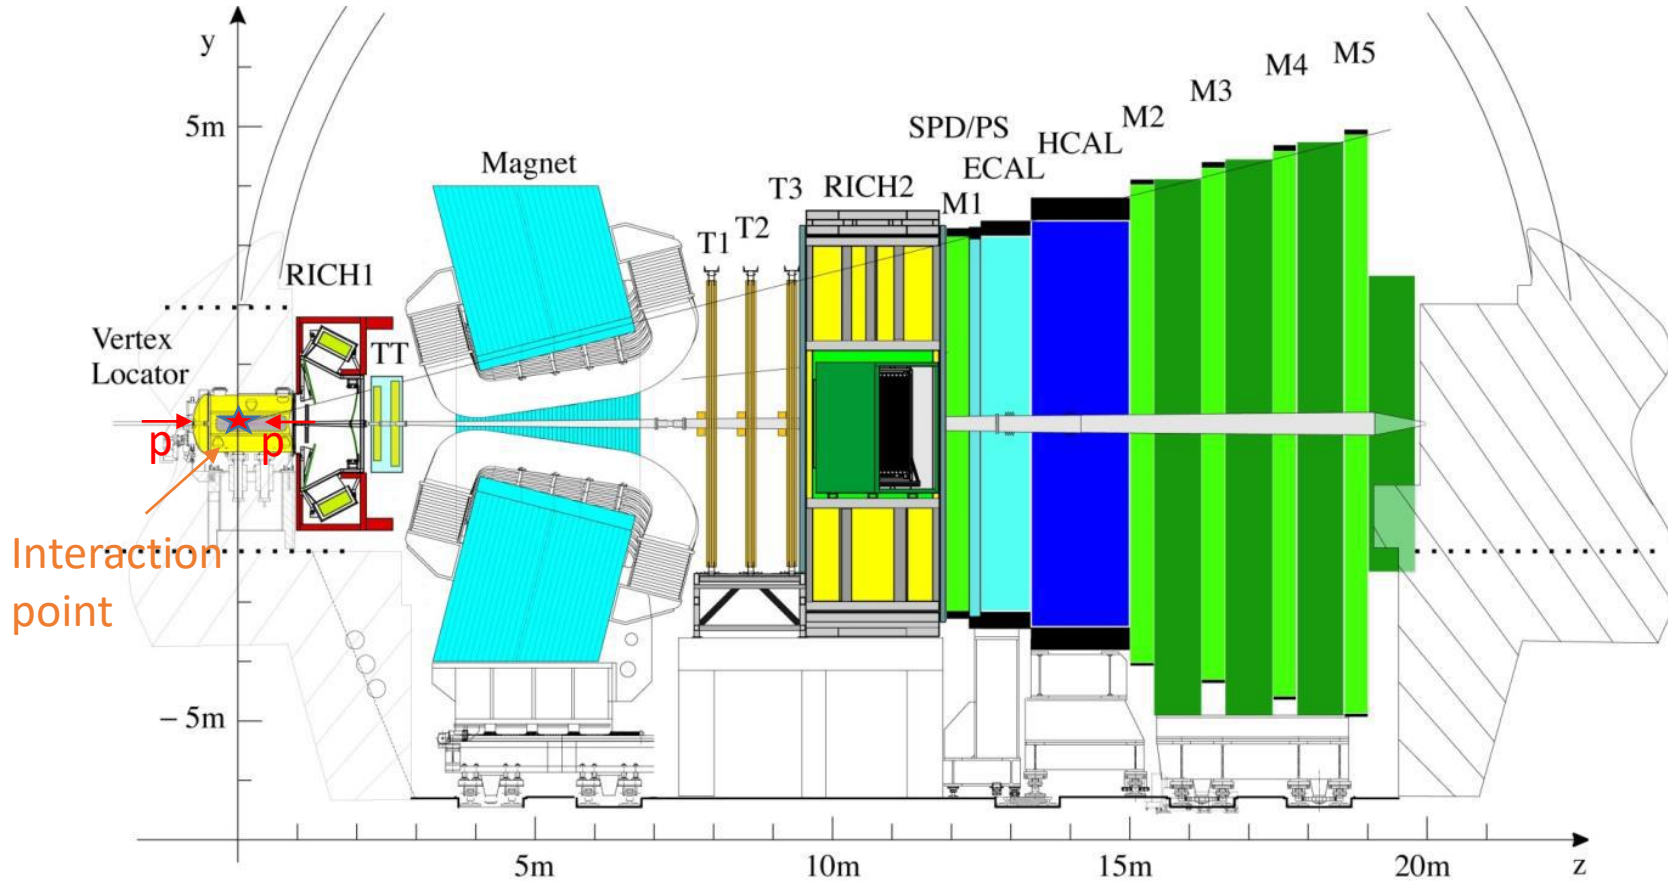 y
5m
M5
M4
M3
M2
SPD/PS
HCAL
ECAL
Magnet
T3
RICH2
M1
T2
T1
RICH1
Vertex
Locator
TT
p
p
Interaction
point
− 5m
5m
10m
15m
20m
z